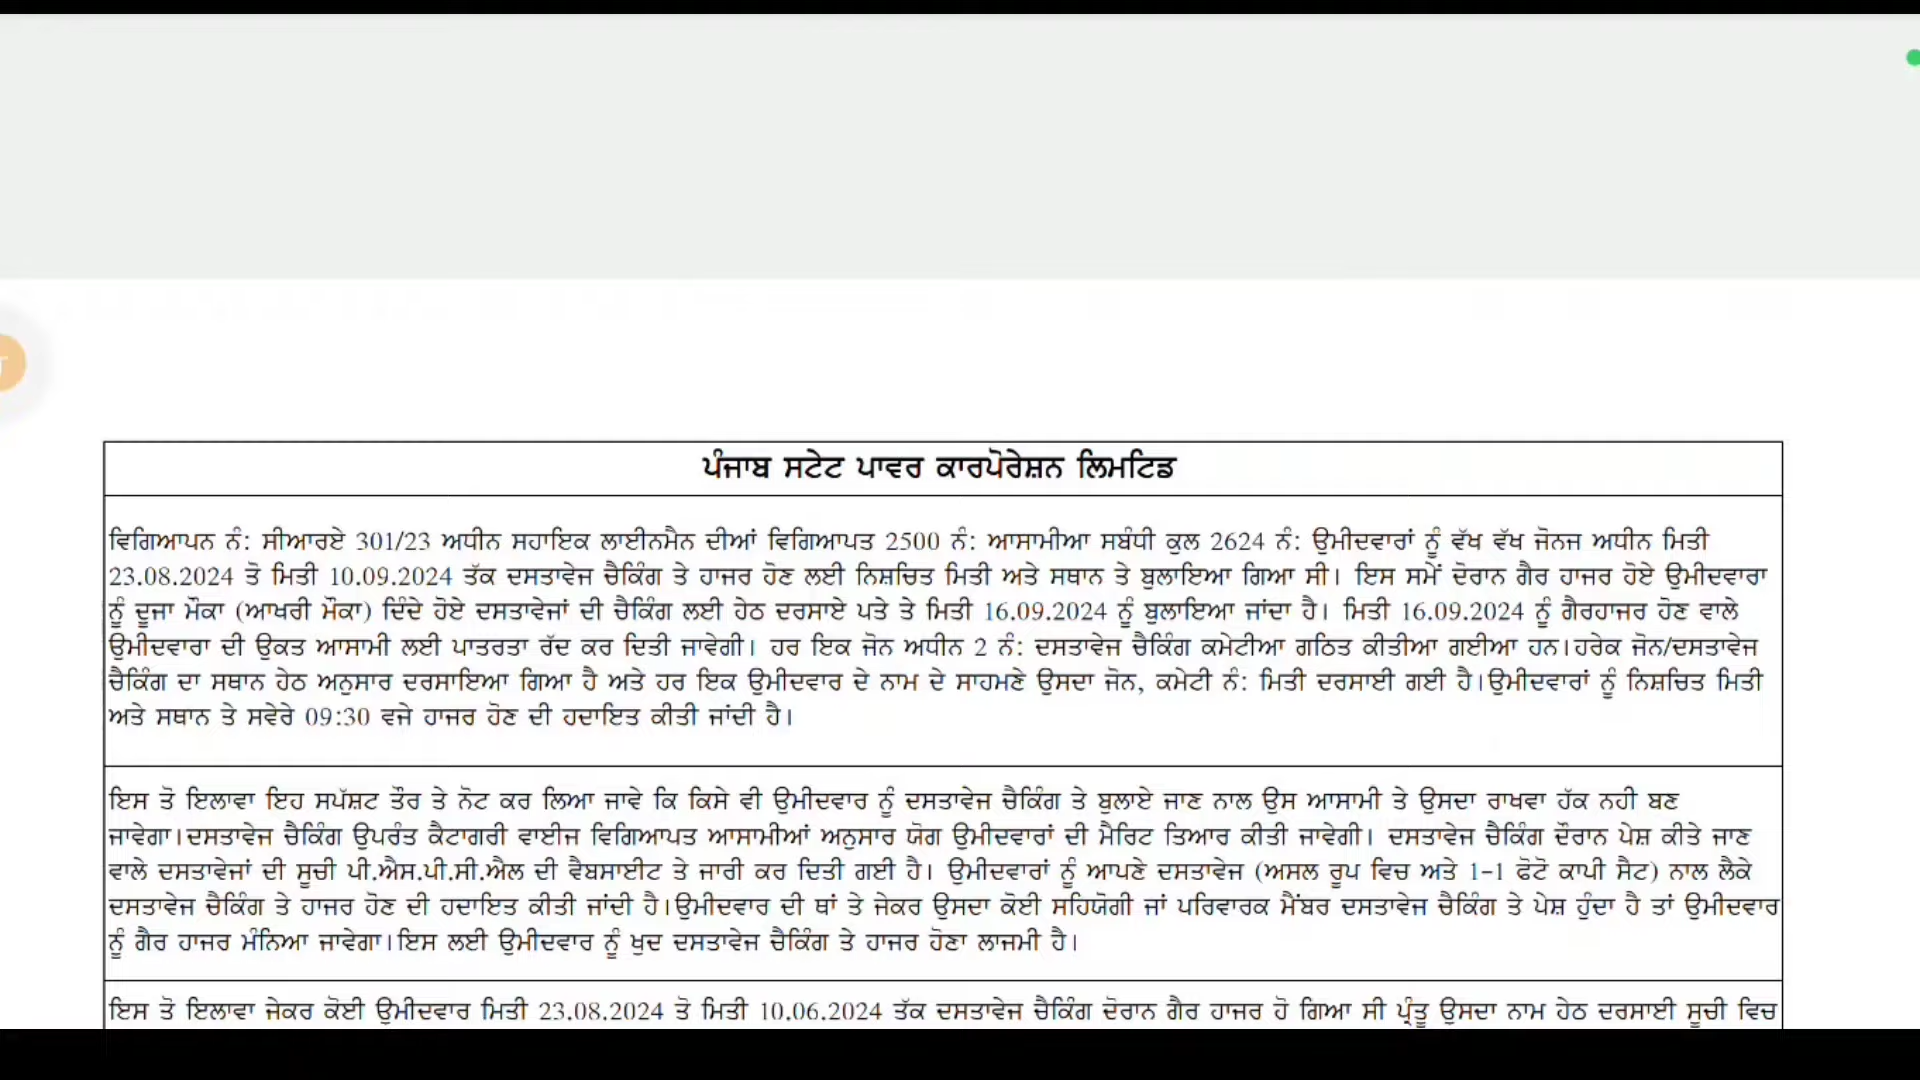 ਪੰਜਾਬ ਸਟੇਟ ਪਾਵਰ ਕਾਰਪੋਰੇਸ਼ਨ ਲਿਮਟਿਡ
ਵਿਗਿਆਪਨ ਨੰ: ਸੀਆਰਏ 301/23 ਅਧੀਨ ਸਹਾਇਕ ਲਾਈਨਮੈਨ ਦੀਆਂ ਵਿਗਿਆਪਤ 2500 ਨੰ: ਆਸਾਮੀਆ ਸਬੰਧੀ ਕੁਲ 2624 ਨੰ: ਉਮੀਦਵਾਰਾਂ ਨੂੰ ਵੱਖ ਵੱਖ ਜੋਨਜ ਅਧੀਨ ਮਿਤੀ
23.08.2024 ਤੋ ਮਿਤੀ 10.09.2024 ਤੱਕ ਦਸਤਾਵੇਜ ਚੈਕਿੰਗ ਤੇ ਹਾਜਰ ਹੋਣ ਲਈ ਨਿਸ਼ਚਿਤ ਮਿਤੀ ਅਤੇ ਸਥਾਨ ਤੇ ਬੁਲਾਇਆ ਗਿਆ ਸੀ। ਇਸ ਸਮੇਂ ਦੋਰਾਨ ਗੈਰ ਹਾਜਰ ਹੋਏ ਉਮੀਦਵਾਰਾ
ਨੂੰ ਦੂਜਾ ਮੌਕਾ (ਆਖਰੀ ਮੌਕਾ) ਦਿੰਦੇ ਹੋਏ ਦਸਤਾਵੇਜਾਂ ਦੀ ਚੈਕਿੰਗ ਲਈ ਹੇਠ ਦਰਸਾਏ ਪਤੇ ਤੇ ਮਿਤੀ 16.09.2024 ਨੂੰ ਬੁਲਾਇਆ ਜਾਂਦਾ ਹੈ। ਮਿਤੀ 16.09.2024 ਨੂੰ ਗੈਰਹਾਜਰ ਹੋਣ ਵਾਲੇ
ਉਮੀਦਵਾਰਾ ਦੀ ਉਕਤ ਆਸਾਮੀ ਲਈ ਪਾਤਰਤਾ ਰੱਦ ਕਰ ਦਿਤੀ ਜਾਵੇਗੀ। ਹਰ ਇਕ ਜੋਨ ਅਧੀਨ 2 ਨੰ: ਦਸਤਾਵੇਜ ਚੈਕਿੰਗ ਕਮੇਟੀਆ ਗਠਿਤ ਕੀਤੀਆ ਗਈਆ ਹਨ।ਹਰੇਕ ਜੋਨ/ਦਸਤਾਵੇਜ
ਚੈਕਿੰਗ ਦਾ ਸਥਾਨ ਹੇਠ ਅਨੁਸਾਰ ਦਰਸਾਇਆ ਗਿਆ ਹੈ ਅਤੇ ਹਰ ਇਕ ਉਮੀਦਵਾਰ ਦੇ ਨਾਮ ਦੇ ਸਾਹਮਣੇ ਉਸਦਾ ਜੋਨ, ਕਮੇਟੀ ਨੰ: ਮਿਤੀ ਦਰਸਾਈ ਗਈ ਹੈ।ਉਮੀਦਵਾਰਾਂ ਨੂੰ ਨਿਸ਼ਚਿਤ ਮਿਤੀ
ਅਤੇ ਸਥਾਨ ਤੇ ਸਵੇਰੇ 09:30 ਵਜੇ ਹਾਜਰ ਹੋਣ ਦੀ ਹਦਾਇਤ ਕੀਤੀ ਜਾਂਦੀ ਹੈ।
ਇਸ ਤੋ ਇਲਾਵਾ ਇਹ ਸਪੱਸ਼ਟ ਤੌਰ ਤੇ ਨੋਟ ਕਰ ਲਿਆ ਜਾਵੇ ਕਿ ਕਿਸੇ ਵੀ ਉਮੀਦਵਾਰ ਨੂੰ ਦਸਤਾਵੇਜ ਚੈਕਿੰਗ ਤੇ ਬੁਲਾਏ ਜਾਣ ਨਾਲ ਉਸ ਆਸਾਮੀ ਤੇ ਉਸਦਾ ਰਾਖਵਾ ਹੱਕ ਨਹੀ ਬਣ
ਜਾਵੇਗਾ।ਦਸਤਾਵੇਜ ਚੈਕਿੰਗ ਉਪਰੰਤ ਕੈਟਾਗਰੀ ਵਾਈਜ ਵਿਗਿਆਪਤ ਆਸਾਮੀਆਂ ਅਨੁਸਾਰ ਯੋਗ ਉਮੀਦਵਾਰਾਂ ਦੀ ਮੈਰਿਟ ਤਿਆਰ ਕੀਤੀ ਜਾਵੇਗੀ। ਦਸਤਾਵੇਜ ਚੈਕਿੰਗ ਦੌਰਾਨ ਪੇਸ਼ ਕੀਤੇ ਜਾਣ
ਵਾਲੇ ਦਸਤਾਵੇਜਾਂ ਦੀ ਸੂਚੀ ਪੀ.ਐਸ.ਪੀ.ਸੀ.ਐਲ ਦੀ ਵੈਬਸਾਈਟ ਤੇ ਜਾਰੀ ਕਰ ਦਿਤੀ ਗਈ ਹੈ। ਉਮੀਦਵਾਰਾਂ ਨੂੰ ਆਪਣੇ ਦਸਤਾਵੇਜ (ਅਸਲ ਰੂਪ ਵਿਚ ਅਤੇ 1-1 ਫੋਟੋ ਕਾਪੀ ਸੈਟ) ਨਾਲ ਲੈਕੇ
ਦਸਤਾਵੇਜ ਚੈਕਿੰਗ ਤੇ ਹਾਜਰ ਹੋਣ ਦੀ ਹਦਾਇਤ ਕੀਤੀ ਜਾਂਦੀ ਹੈ।ਉਮੀਦਵਾਰ ਦੀ ਥਾਂ ਤੇ ਜੇਕਰ ਉਸਦਾ ਕੋਈ ਸਹਿਯੋਗੀ ਜਾਂ ਪਰਿਵਾਰਕ ਮੈਂਬਰ ਦਸਤਾਵੇਜ ਚੈਕਿੰਗ ਤੇ ਪੇਸ਼ ਹੁੰਦਾ ਹੈ ਤਾਂ ਉਮੀਦਵਾਰ
ਨੂੰ ਗੈਰ ਹਾਜਰ ਮੰਨਿਆ ਜਾਵੇਗਾ।ਇਸ ਲਈ ਉਮੀਦਵਾਰ ਨੂੰ ਖੁਦ ਦਸਤਾਵੇਜ ਚੈਕਿੰਗ ਤੇ ਹਾਜਰ ਹੋਣਾ ਲਾਜਮੀ ਹੈ।
ਇਸ ਤੋ ਇਲਾਵਾ ਜੇਕਰ ਕੋਈ ਉਮੀਦਵਾਰ ਮਿਤੀ 23.08.2024 ਤੋ ਮਿਤੀ 10.06.2024 ਤੱਕ ਦਸਤਾਵੇਜ ਚੈਕਿੰਗ ਦੋਰਾਨ ਗੈਰ ਹਾਜਰ ਹੋ ਗਿਆ ਸੀ ਪ੍ਰੰਤੂ ਉਸਦਾ ਨਾਮ ਹੇਠ ਦਰਸਾਈ ਸੂਚੀ ਵਿਚ